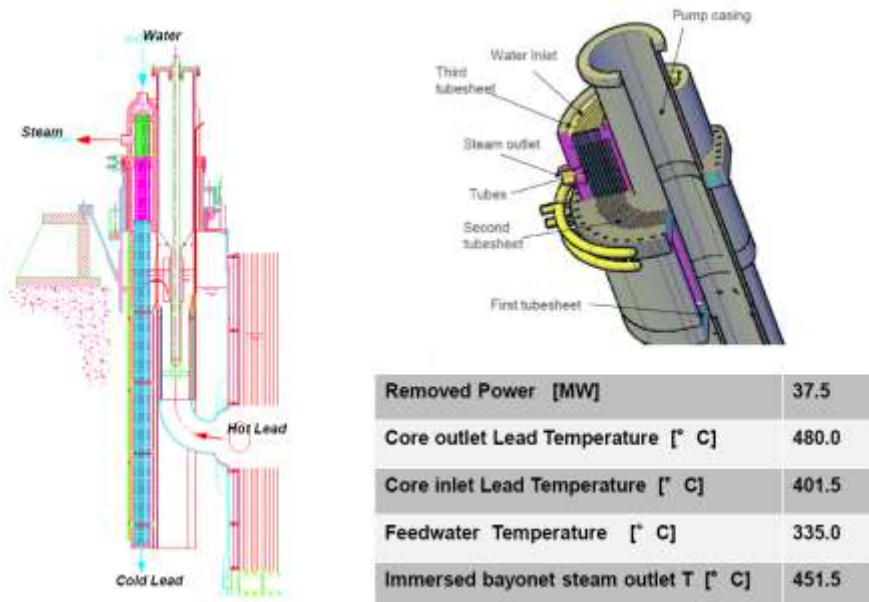 Water
Steam
Hot Lead
Cold Lead
Pump casing
Water Inlet
Third
tubesheet
Steam outlet
Tubes
Second
tubesheet
First tubesheet
Removed Power [MW] 37.5
Core outlet Lead Temperature [° C] 480.0
Core inlet Lead Temperature [° C] 401.5
Feedwater Temperature [° C] 335.0
Immersed bayonet steam outlet T [° C] 451.5